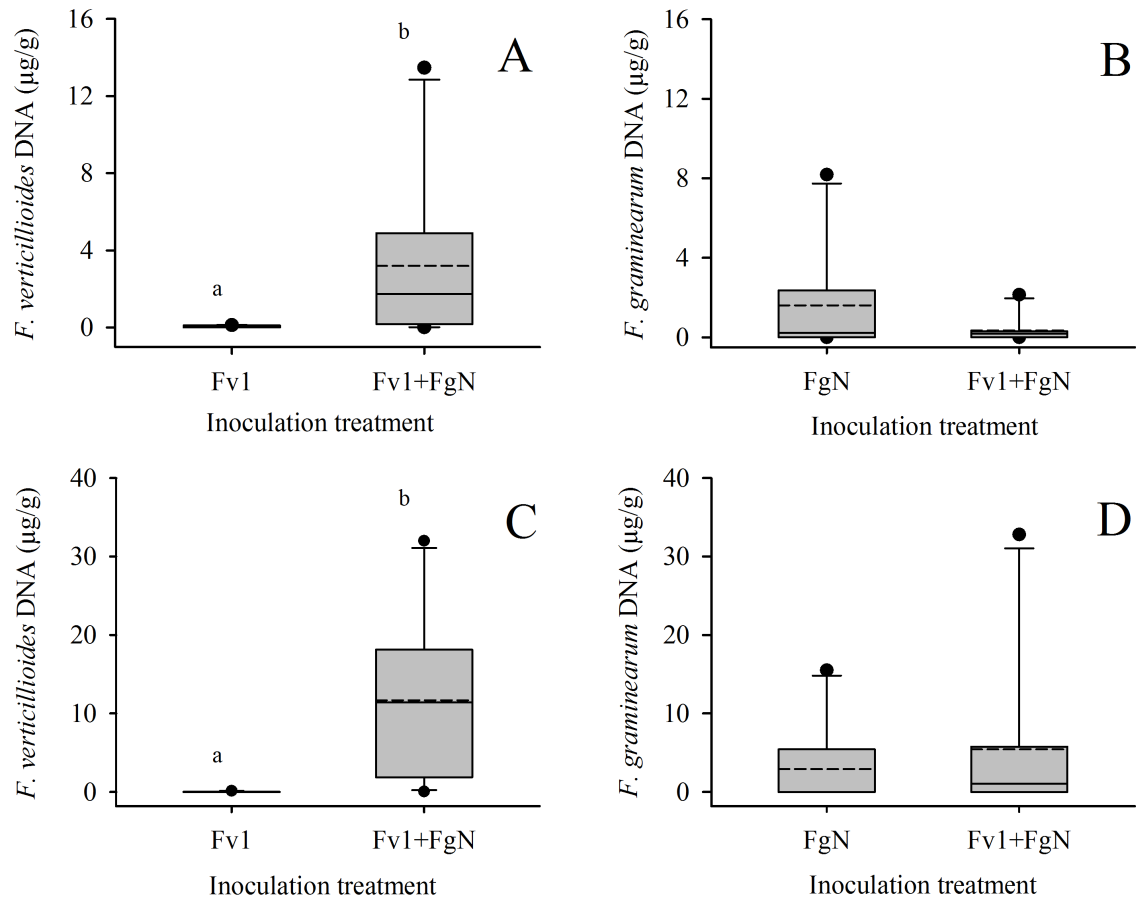 F. verticillioides DNA (µg/g)
16
12
8
4
0
a
b
A
Fv1
Fv1+FgN
Inoculation treatment
F. graminearum DNA (µg/g)
16
12
8
4
0
B
FgN
Fv1+FgN
Inoculation treatment
F. verticillioides DNA (µg/g)
40
30
20
10
0
a
b
C
Fv1
Fv1+FgN
Inoculation treatment
F. graminearum DNA (µg/g)
40
30
20
10
0
D
FgN
Fv1+FgN
Inoculation treatment